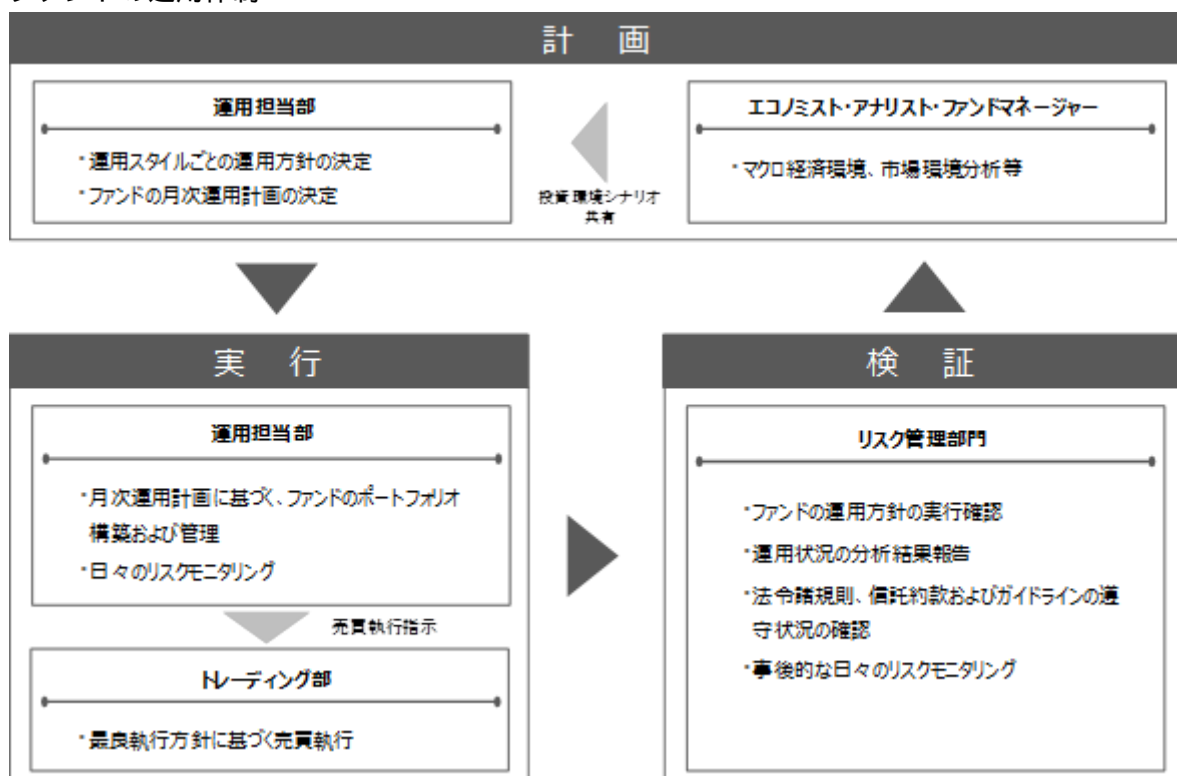 計 画
運用担当部
・運用スタイルごとの運用方針の決定
・ファンドの月次運用計画の決定
投資環境シナリオ
共有
エコノミスト・アナリスト・ファンドマネージャー
・マクロ経済環境、市場環境分析等
実 行
運用担当部
・月次運用計画に基づく、ファンドのポートフォリオ
構築および管理
・日々のリスクモニタリング
売買執行指示
トレーディング部
・最良執行方針に基づく売買執行
検 証
リスク管理部門
・ファンドの運用方針の実行確認
・運用状況の分析結果報告
・法令諸規則、信託約款およびガイドラインの遵
守状況の確認
・事後的な日々のリスクモニタリング